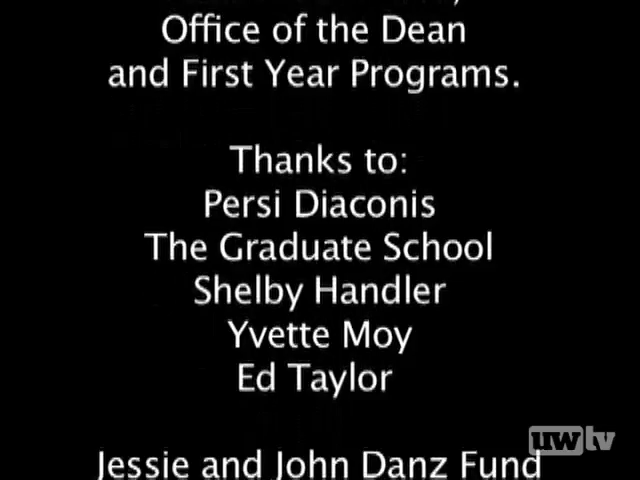 Office of the Dean
and First Year Programs.
Thanks to:
Persi Diaconis
The Graduate School
Shelby Handler
Yvette Moy
Ed Taylor
uwtv
Jessie and John Danz Fund